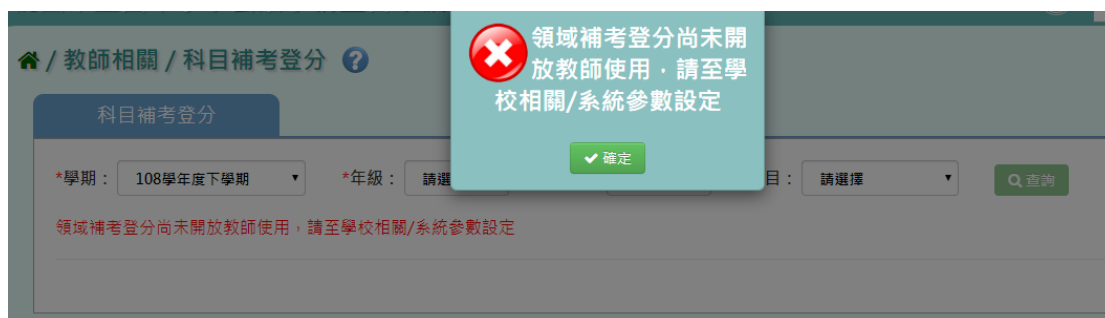 / 教師相關 / 科目補考登分
領域補考登分尚未開
放教師使用，請至學
校相關/系統參數設定
確定
科目補考登分
*學期： 108學年度下學期 *年級： 請選 目： 請選擇 查詢
領域補考登分尚未開放教師使用，請至學校相關/系統參數設定